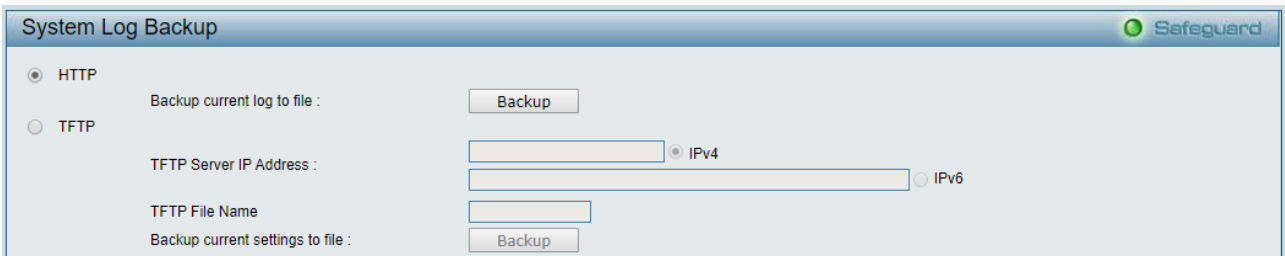 System Log Backup Safeguard
HTTP
Backup current log to file : Backup
TFTP
TFTP Server IP Address : IPv4
IPv6
TFTP File Name
Backup current settings to file : Backup